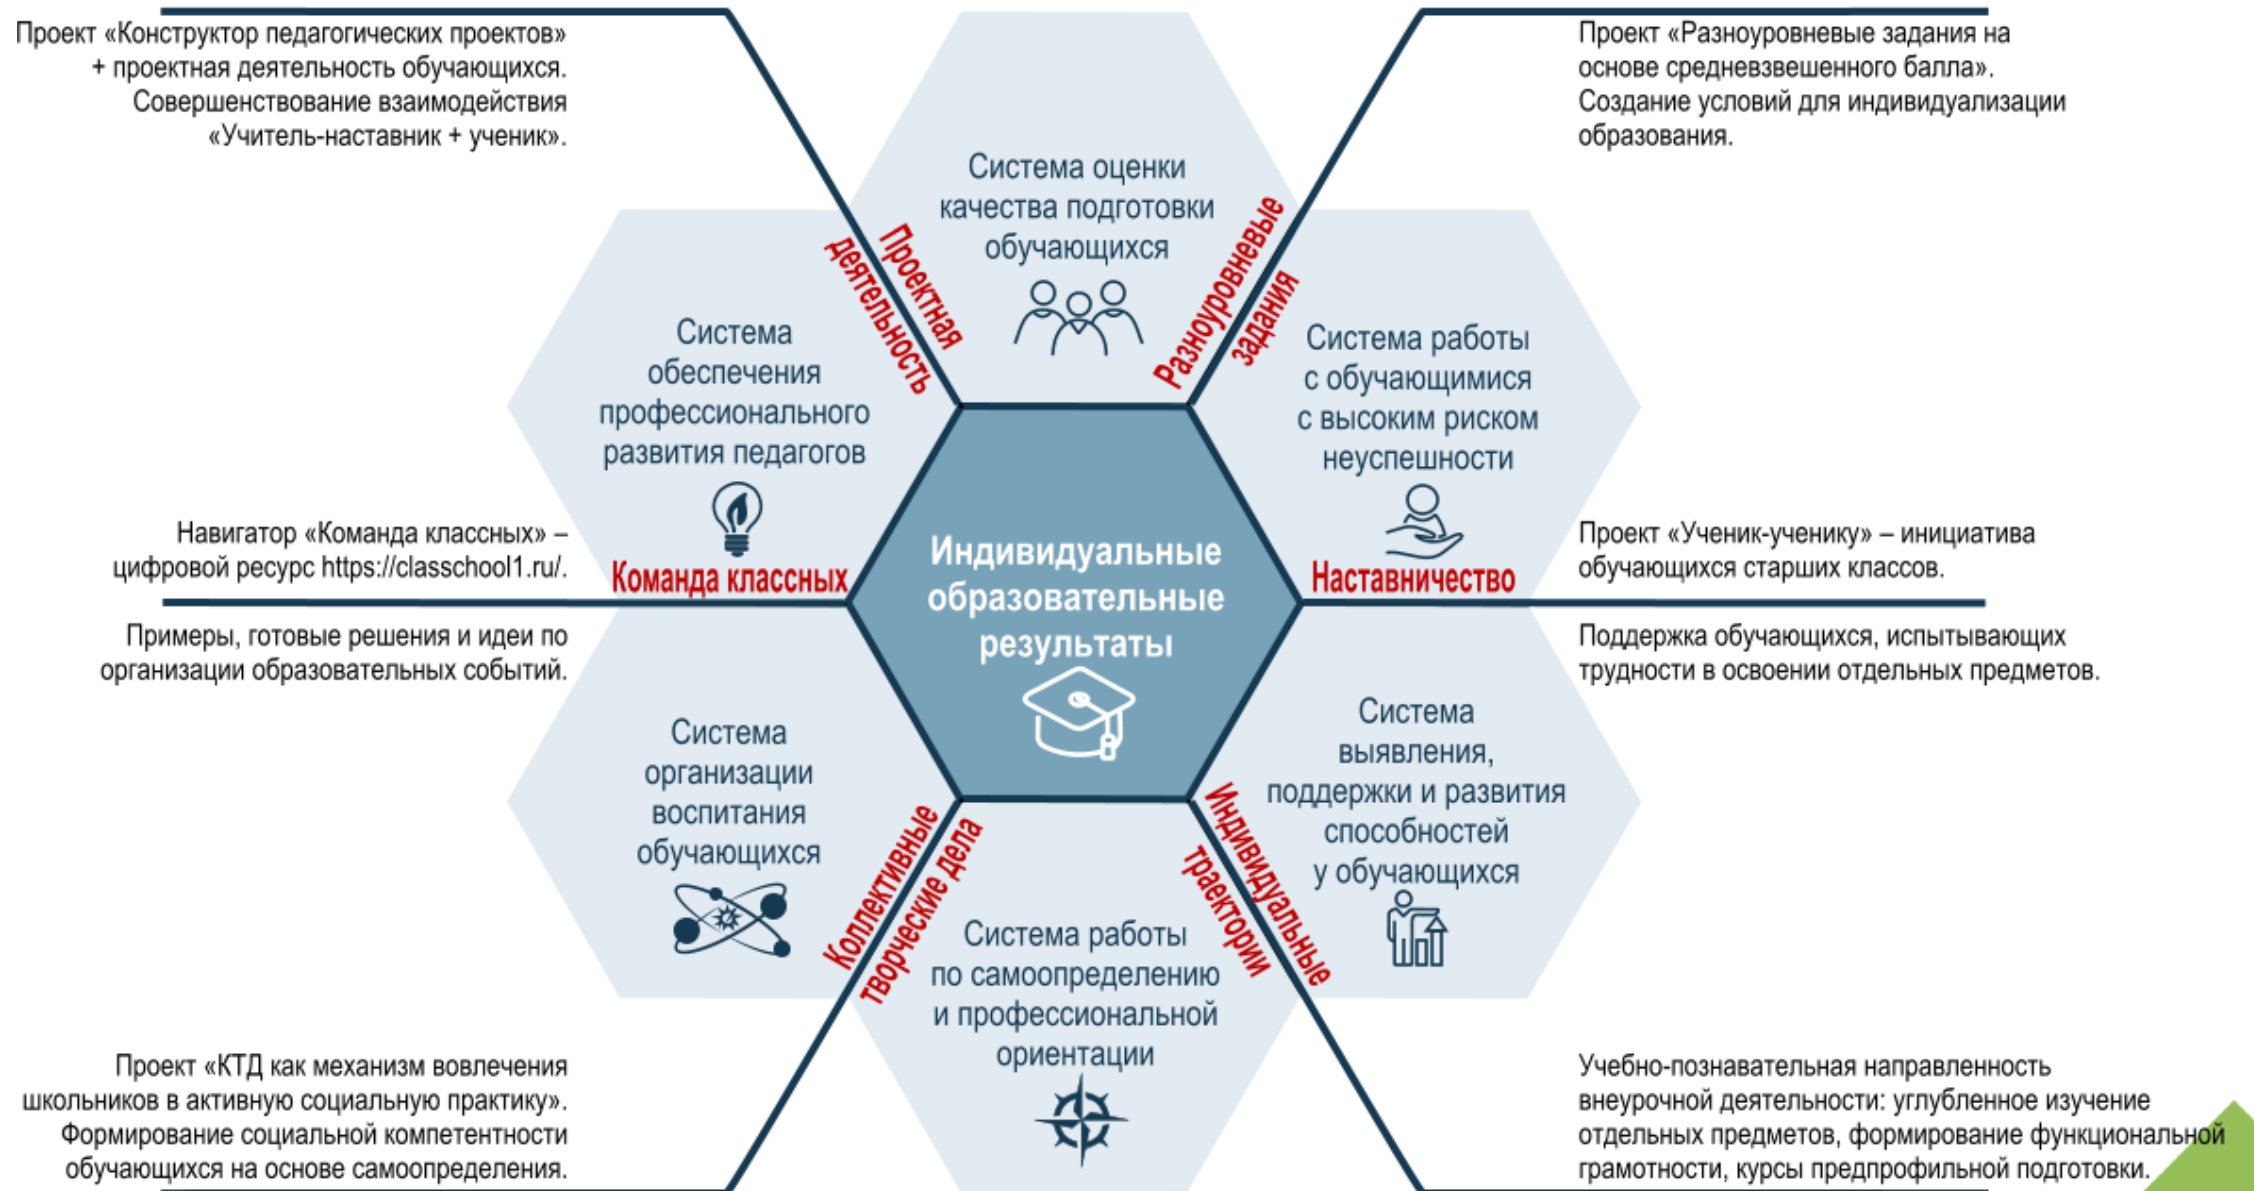 Проект «Конструктор педагогических проектов»
+ проектная деятельность обучающихся.
Совершенствование взаимодействия
«Учитель-наставник + ученик».
Проект «Разноуровневые задания на
основе средневзвешенного балла».
Создание условий для индивидуализации
образования.
Система оценки
качества подготовки
обучающихся
Проектная
деятельность
Разноуровневые
задания
Система
обеспечения
профессионального
развития педагогов
Система работы
с обучающимися
с высоким риском
неуспешности
Навигатор «Команда классных» –
цифровой ресурс https://classchool1.ru/.
Команда классных
Индивидуальные
образовательные
результаты
Наставничество
Проект «Ученик-ученику» – инициатива
обучающихся старших классов.
Примеры, готовые решения и идеи по
организации образовательных событий.
Поддержка обучающихся, испытывающих
трудности в освоении отдельных предметов.
Система
организации
воспитания
обучающихся
Система
выявления,
поддержки и развития
способностей
у обучающихся
Коллективные
творческие дела
Индивидуальные
траектории
Система работы
по самоопределению
и профессиональной
ориентации
Проект «КТД как механизм вовлечения
школьников в активную социальную практику».
Формирование социальной компетентности
обучающихся на основе самоопределения.
Учебно-познавательная направленность
внеурочной деятельности: углубленное изучение
отдельных предметов, формирование функциональной
грамотности, курсы предпрофильной подготовки.